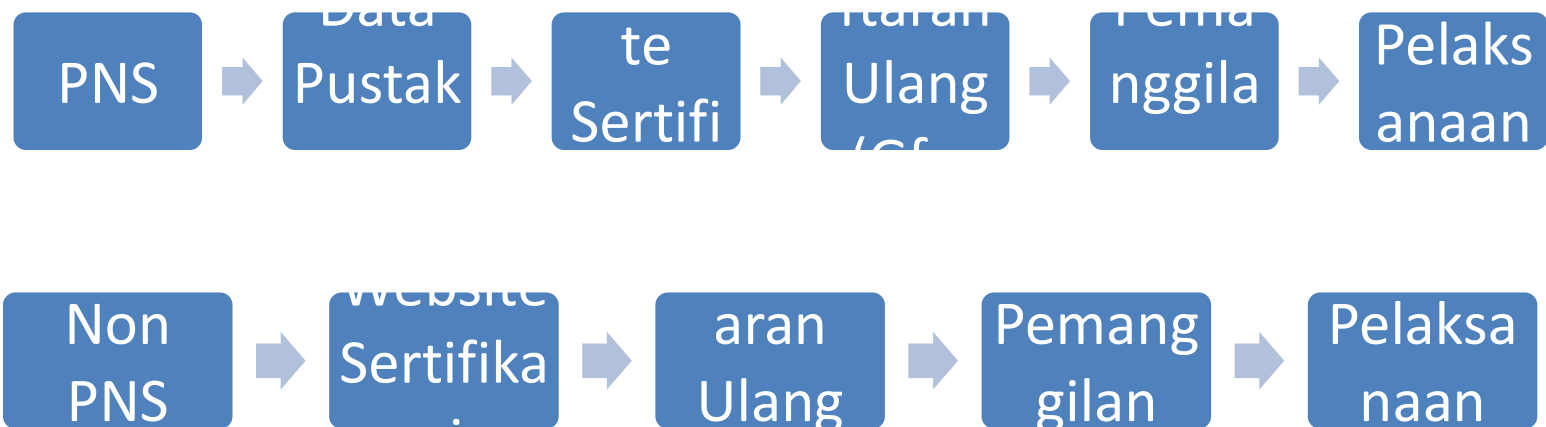 PNS
Data
Pustak
te
Sertifi
Ulang
Pema
nggila
Pelaks
anaan
Non
PNS
Website
Sertifika
aran
Ulang
Pemang
gilan
Pelaksa
naan